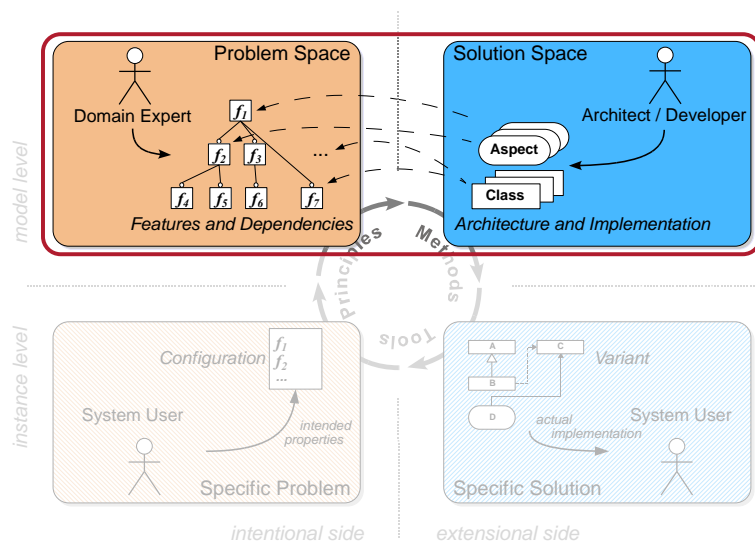 Problem Space
Solution Space
Domain Expert
Architect / Developer
f1
f2
f3
...
f4
f5
f6
f7
Aspect
Class
Features and Dependencies
Architecture and Implementation
model level
Principles
Methods
Tools
instance level
Configuration
f1
f2
...
System User
intended
properties
Specific Problem
A
C
B
D
Variant
actual
implementation
System User
Specific Solution
intentional side
extensional side